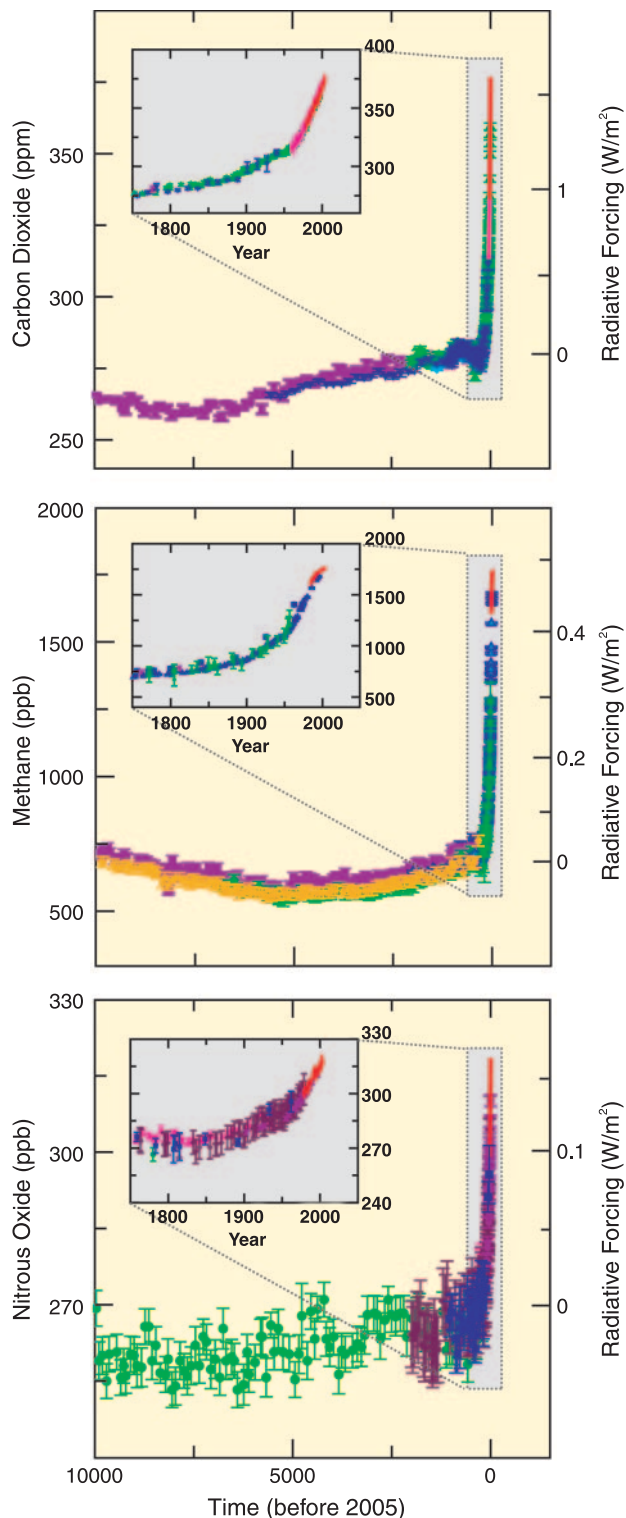 400
350
300
1800 1900 2000
Year
350
300
250
Carbon Dioxide (ppm)
1
0
Radiative Forcing (W/m²)
2000
1500
1000
500
Methane (ppb)
2000
1500
1000
500
1800 1900 2000
Year
0.4
0.2
0
Radiative Forcing (W/m²)
330
300
270
Nitrous Oxide (ppb)
330
300
270
240
1800 1900 2000
Year
0.1
0
Radiative Forcing (W/m²)
10000 5000 0
Time (before 2005)